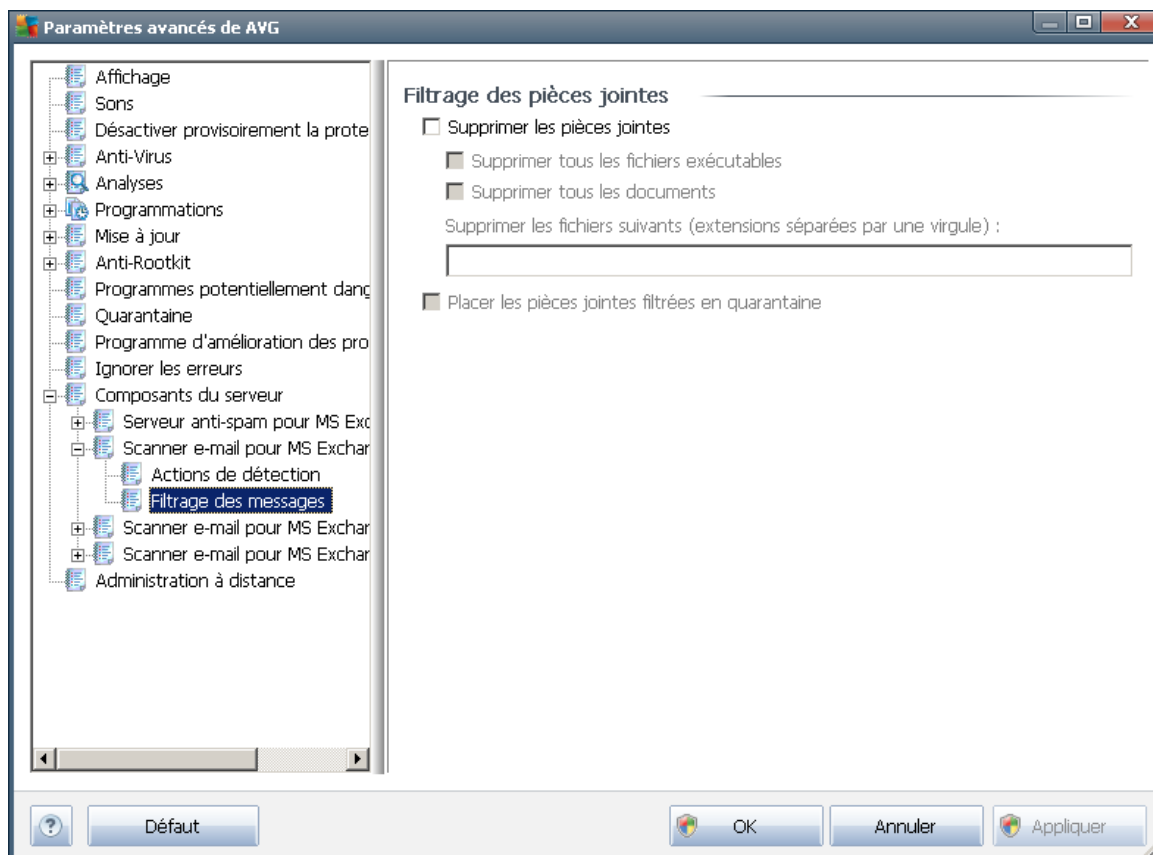 Paramètres avancés de AVG
Affichage
Sons
Désactiver provisoirement la prote
Anti-Virus
Analyses
Programmations
Mise à jour
Anti-Rootkit
Programmes potentiellement dang
Quarantaine
Programme d'amélioration des pro
Ignorer les erreurs
Composants du serveur
Serveur anti-spam pour MS Exc
Scanner e-mail pour MS Exchar
Actions de détection
Filtrage des messages
Scanner e-mail pour MS Exchar
Scanner e-mail pour MS Exchar
Administration à distance
Filtrage des pièces jointes
Supprimer les pièces jointes
Supprimer tous les fichiers exécutables
Supprimer tous les documents
Supprimer les fichiers suivants (extensions séparées par une virgule) :
Placer les pièces jointes filtrées en quarantaine
?
Défaut
OK
Annuler
Appliquer